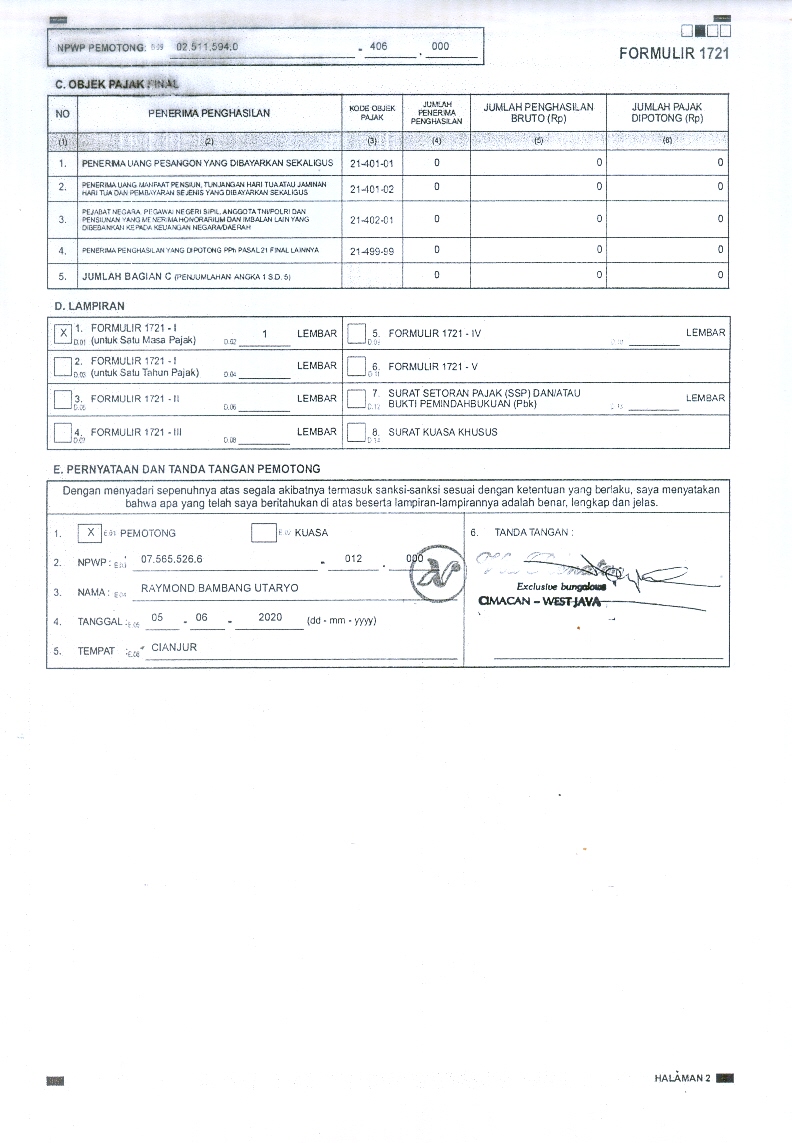 NPWP PEMOTONG: 02.511.594.0 - 406 . 000
FORMULIR 1721
C. OBJEK PAJAK FINAL
NO PENERIMA PENGHASILAN KODE OBJEK PAJAK JUMLAH PENERIMA PENGHASILAN JUMLAH PENGHASILAN BRUTO (Rp) JUMLAH PAJAK DIPOTONG (Rp)
(1) (2) (3) (4) (5) (6)
1. PENERIMA UANG PESANGON YANG DIBAYARKAN SEKALIGUS 21-401-01 0 0 0
2. PENERIMA UANG MANFAAT PENSIUN, TUNJANGAN HARI TUA ATAU JAMINAN HARI TUA DAN PEMBAYARAN SEJENIS YANG DIBAYARKAN SEKALIGUS 21-401-02 0 0 0
3. PEJABAT NEGARA, PEGAWAI NEGERI SIPIL, ANGGOTA TNI/POLRI DAN PENSIUNAN YANG MENERIMA HONORARIUM DAN IMBALAN LAIN YANG DIBEBANKAN KEPADA KEUANGAN NEGARA/DAERAH 21-402-01 0 0 0
4. PENERIMA PENGHASILAN YANG DIPOTONG PPh PASAL 21 FINAL LAINNYA 21-499-99 0 0 0
5. JUMLAH BAGIAN C (PENJUMLAHAN ANGKA 1 S.D. 5) 0 0 0
D. LAMPIRAN
X D.01 1. FORMULIR 1721 - I (untuk Satu Masa Pajak) D.02 1 LEMBAR
5. FORMULIR 1721 - IV LEMBAR
D.03 2. FORMULIR 1721 - I (untuk Satu Tahun Pajak) D.04 LEMBAR
6. FORMULIR 1721 - V
D.05 3. FORMULIR 1721 - II D.06 LEMBAR
7. SURAT SETORAN PAJAK (SSP) DAN/ATAU BUKTI PEMINDAHBUKUAN (Pbk) LEMBAR
D.07 4. FORMULIR 1721 - III D.08 LEMBAR
8. SURAT KUASA KHUSUS
E. PERNYATAAN DAN TANDA TANGAN PEMOTONG
Dengan menyadari sepenuhnya atas segala akibatnya termasuk sanksi-sanksi sesuai dengan ketentuan yang berlaku, saya menyatakan
bahwa apa yang telah saya beritahukan di atas beserta lampiran-lampirannya adalah benar, lengkap dan jelas.
1. X E.01 PEMOTONG KUASA
6. TANDA TANGAN :
2. NPWP : E.03 07.565.526.6 - 012 . 000
3. NAMA : E.04 RAYMOND BAMBANG UTARYO
Exclusive bungalows
CIMACAN - WEST JAVA
4. TANGGAL : E.05 05 - 06 - 2020 (dd - mm - yyyy)
5. TEMPAT : E.06 CIANJUR
HALAMAN 2